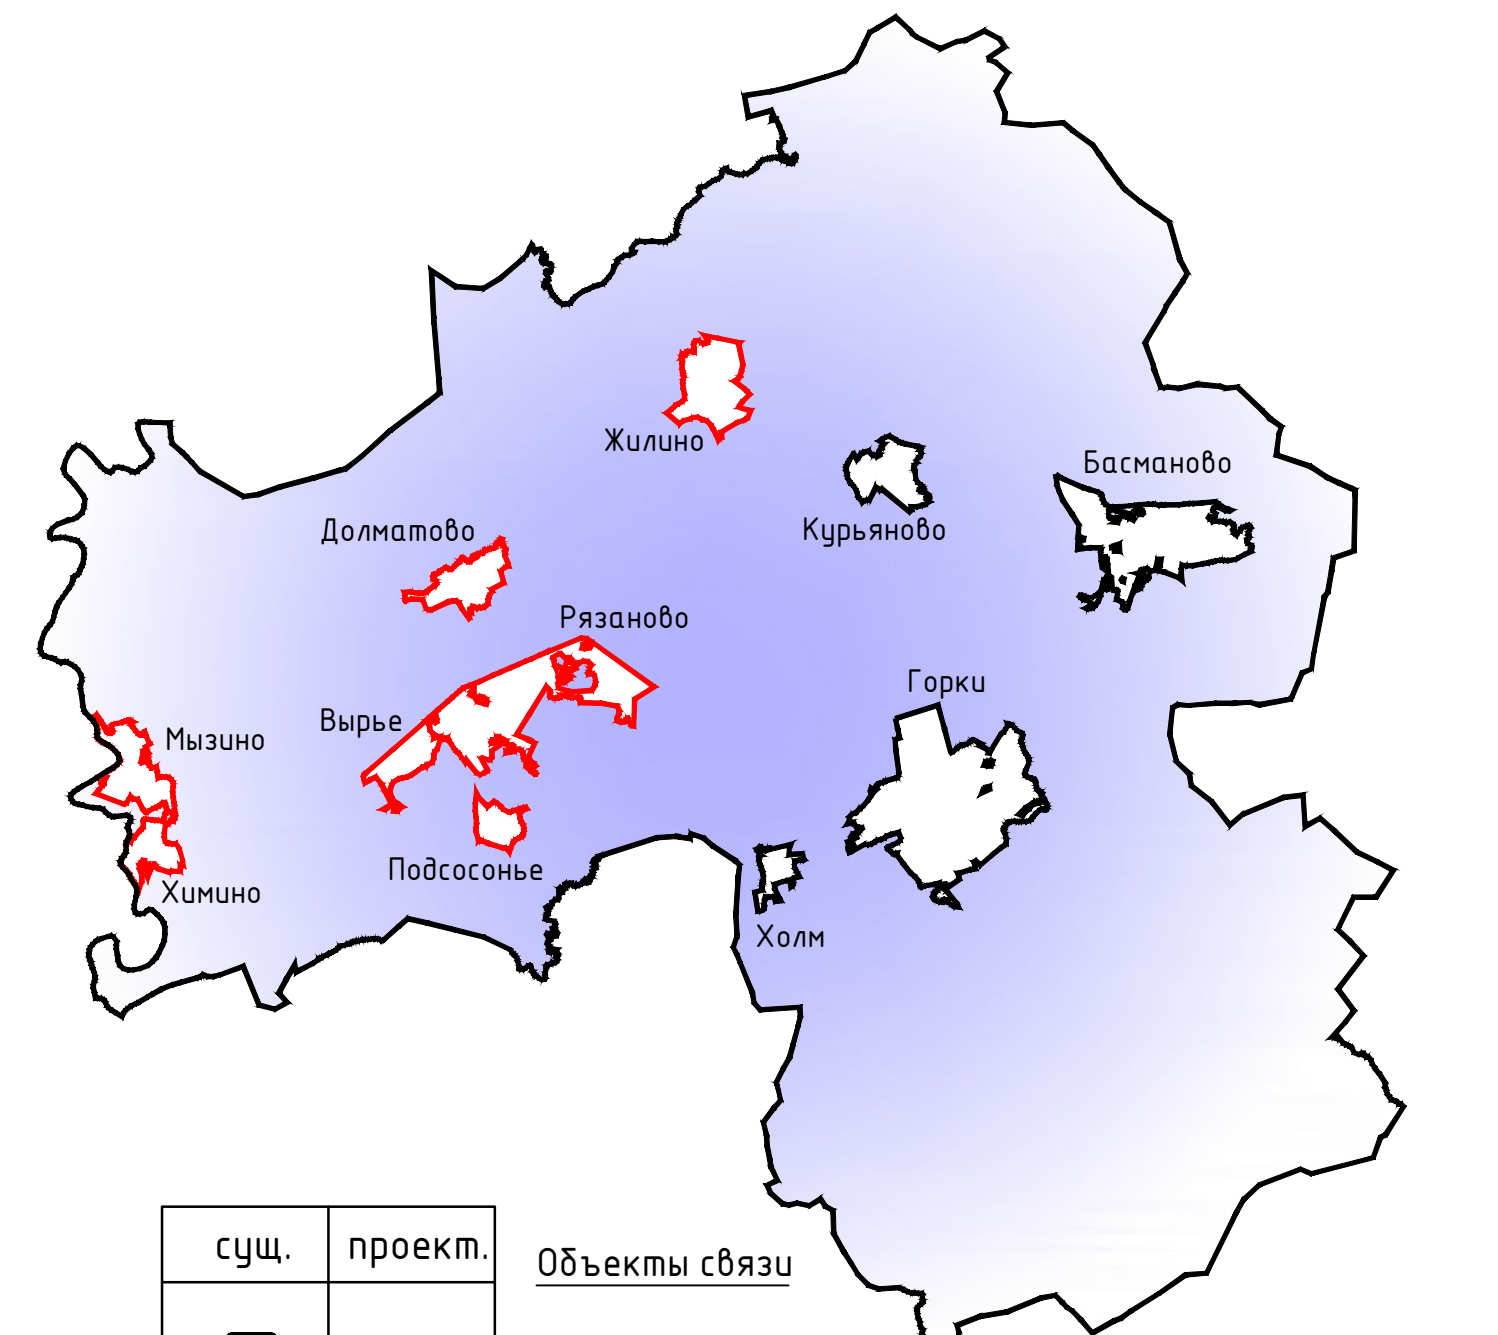 Жилино
Басманово
Долматово
Курьяново
Рязаново
Горки
Вырье
Мызино
Подсосонье
Химино
Холм
сущ.
проект.
Объекты связи